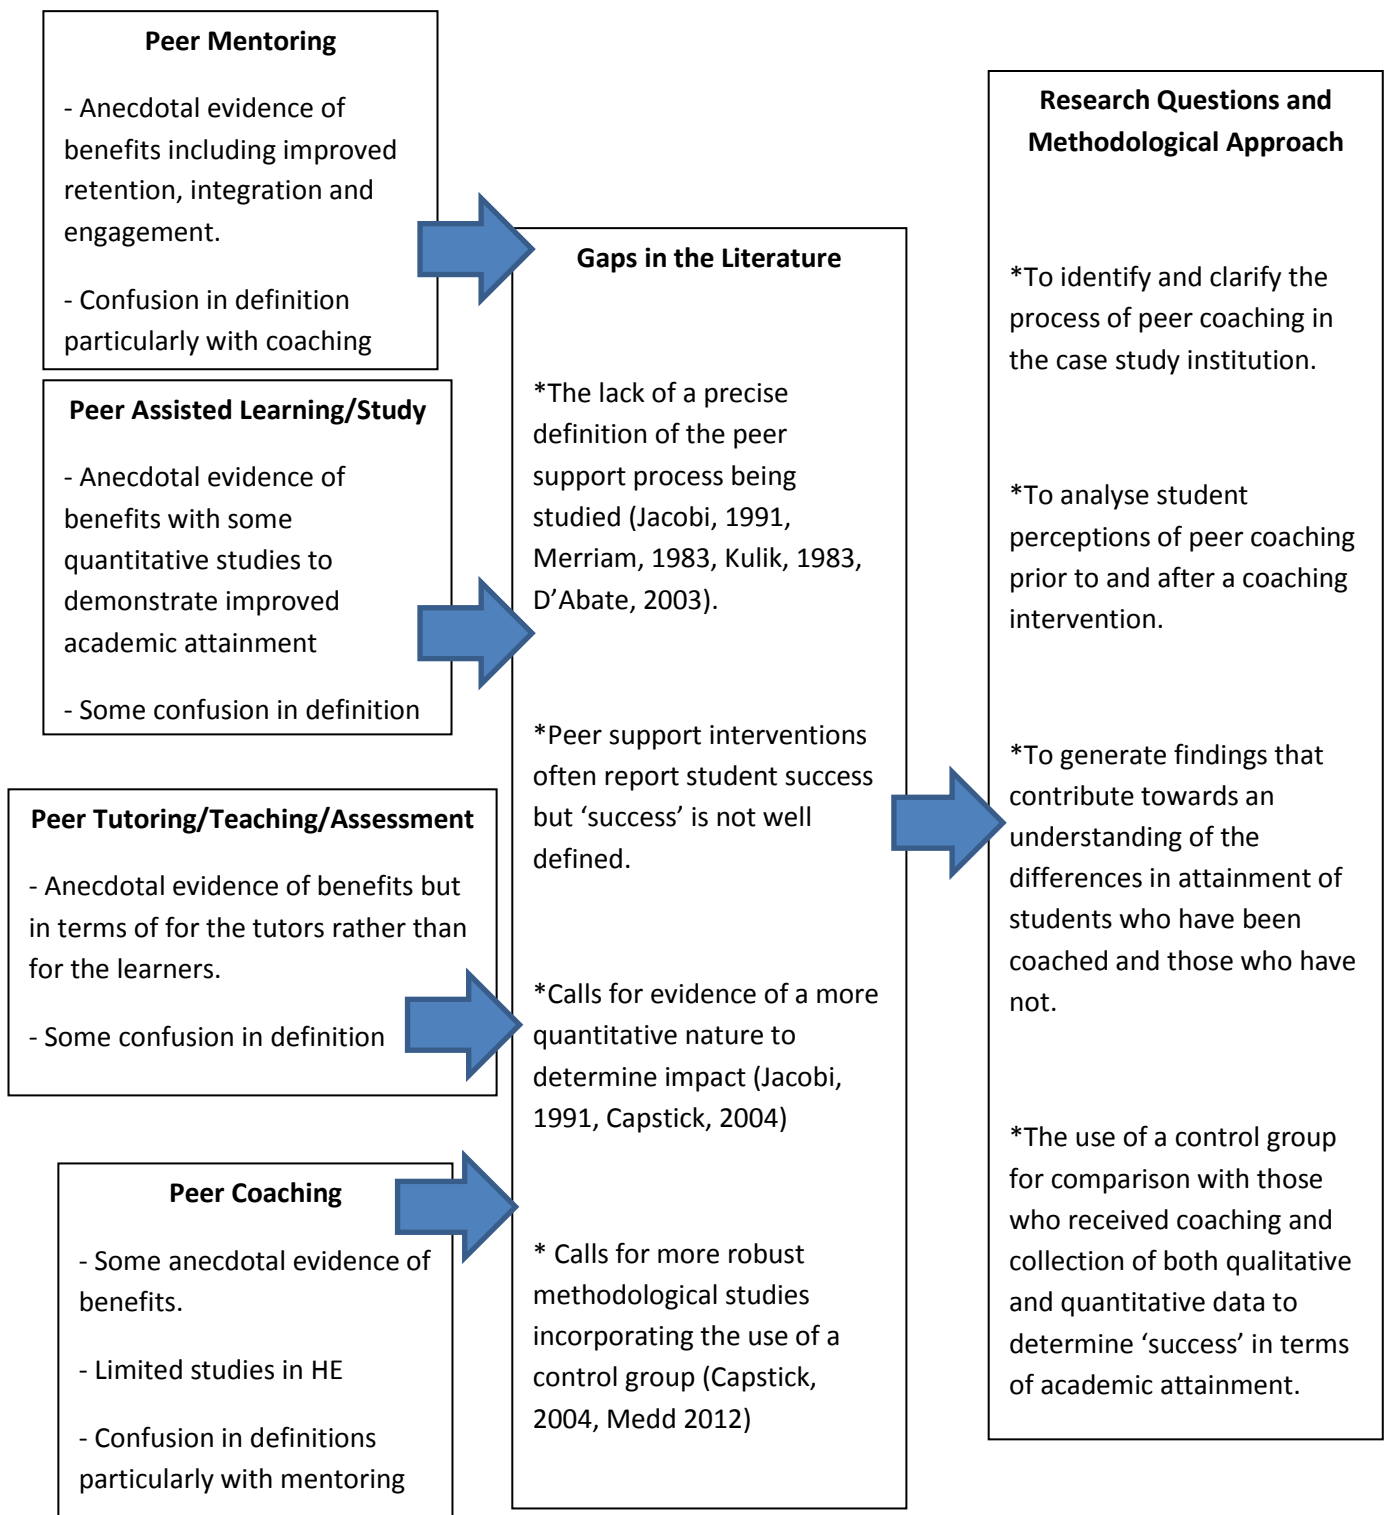 Peer Mentoring
- Anecdotal evidence of
benefits including improved
retention, integration and
engagement.
- Confusion in definition
particularly with coaching
Peer Assisted Learning/Study
- Anecdotal evidence of
benefits with some
quantitative studies to
demonstrate improved
academic attainment
- Some confusion in definition
Peer Tutoring/Teaching/Assessment
- Anecdotal evidence of benefits but
in terms of for the tutors rather than
for the learners.
- Some confusion in definition
Peer Coaching
- Some anecdotal evidence of
benefits.
- Limited studies in HE
- Confusion in definitions
particularly with mentoring
Gaps in the Literature
*The lack of a precise
definition of the peer
support process being
studied (Jacobi, 1991,
Merriam, 1983, Kulik, 1983,
D’Abate, 2003).
*Peer support interventions
often report student success
but ‘success’ is not well
defined.
*Calls for evidence of a more
quantitative nature to
determine impact (Jacobi,
1991, Capstick, 2004)
* Calls for more robust
methodological studies
incorporating the use of a
control group (Capstick,
2004, Medd 2012)
Research Questions and
Methodological Approach
*To identify and clarify the
process of peer coaching in
the case study institution.
*To analyse student
perceptions of peer coaching
prior to and after a coaching
intervention.
*To generate findings that
contribute towards an
understanding of the
differences in attainment of
students who have been
coached and those who have
not.
*The use of a control group
for comparison with those
who received coaching and
collection of both qualitative
and quantitative data to
determine ‘success’ in terms
of academic attainment.